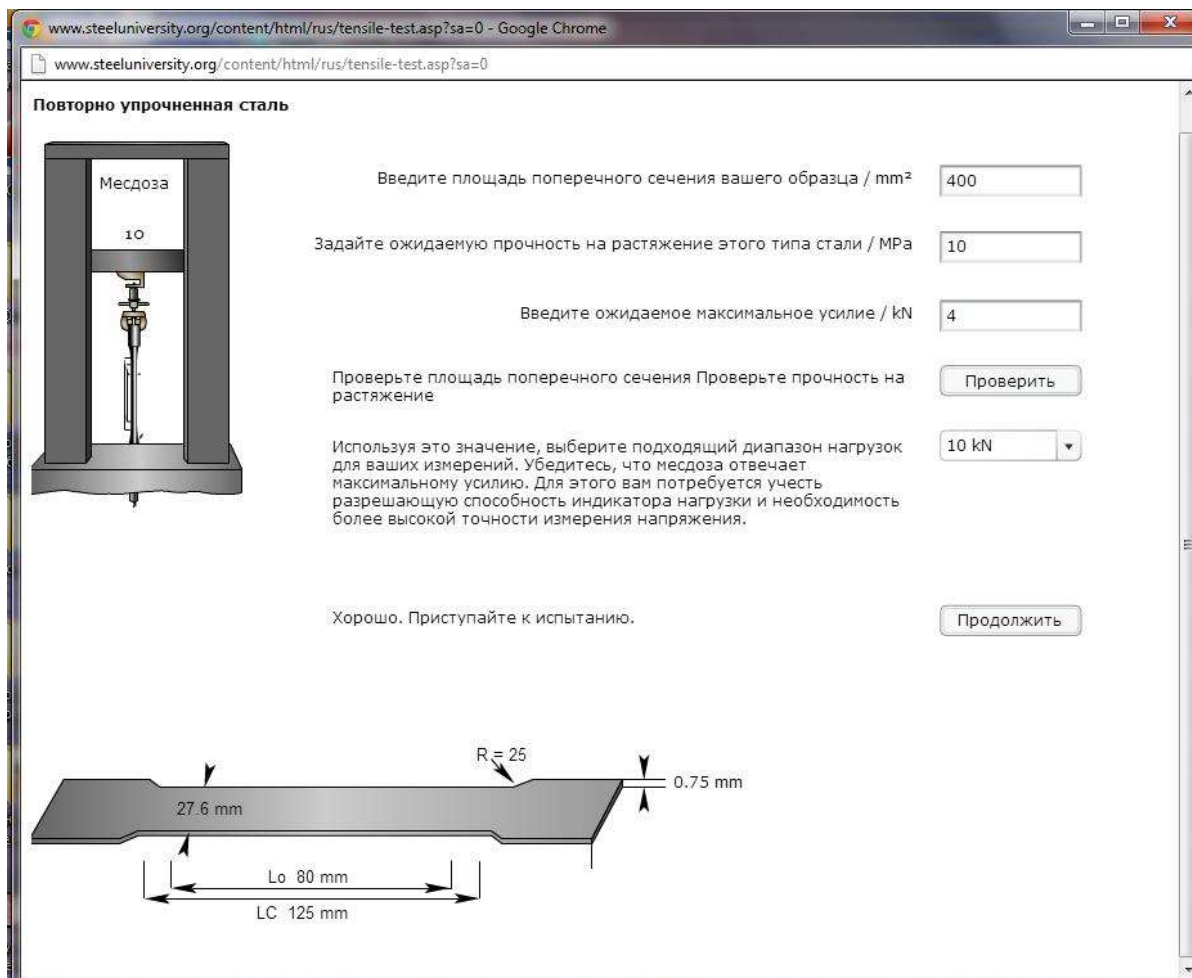 www.steeluniversity.org/content/html/rus/tensile-test.asp?sa=0 - Google Chrome
www.steeluniversity.org/content/html/rus/tensile-test.asp?sa=0
Повторно упрочненная сталь
Месдоза
10
Введите площадь поперечного сечения вашего образца / mm²
400
Задайте ожидаемую прочность на растяжение этого типа стали / MPa
10
Введите ожидаемое максимальное усилие / kN
4
Проверьте площадь поперечного сечения Проверьте прочность на
растяжение
Проверить
Используя это значение, выберите подходящий диапазон нагрузок
для ваших измерений. Убедитесь, что месдоза отвечает
максимальному усилию. Для этого вам потребуется учесть
разрешающую способность индикатора нагрузки и необходимость
более высокой точности измерения напряжения.
10 kN
Хорошо. Приступайте к испытанию.
Продолжить
R = 25
0.75 mm
27.6 mm
Lo 80 mm
LC 125 mm